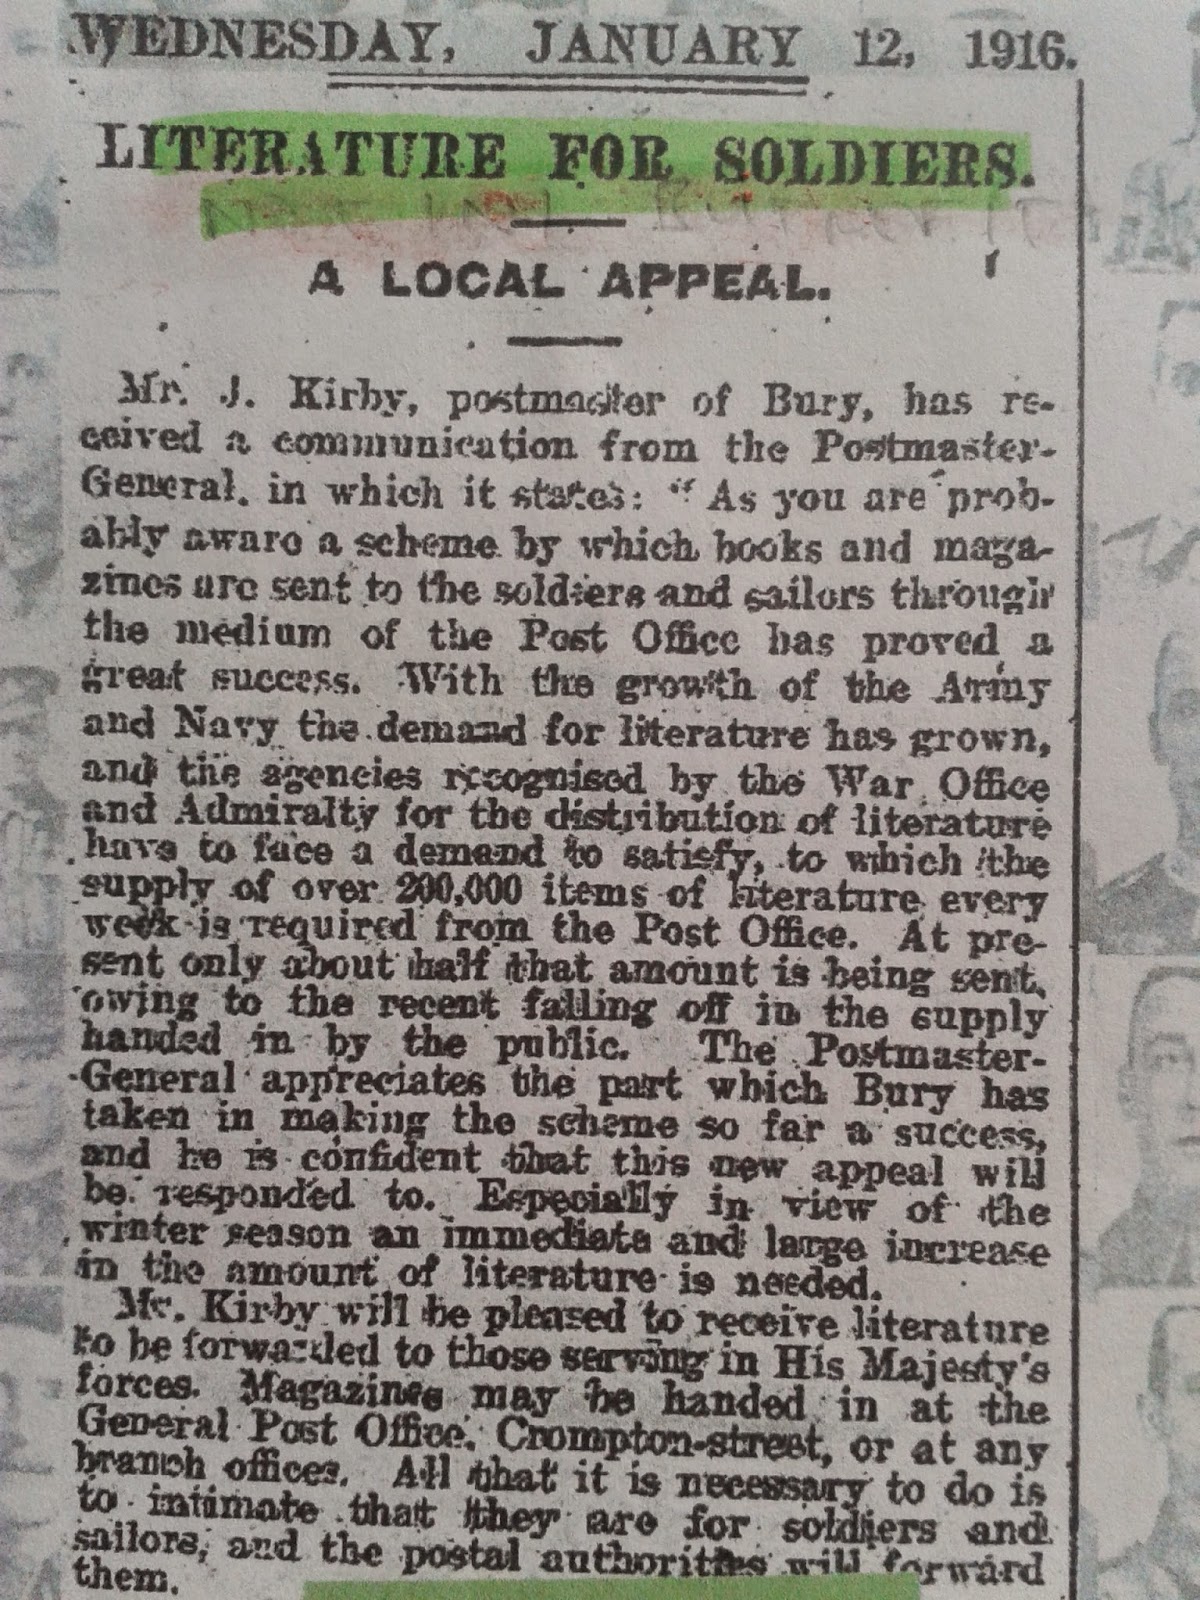 WEDNESDAY, JANUARY 12, 1916.
LITERATURE FOR SOLDIERS.
A LOCAL APPEAL.
Mr. J. Kirby, postmaster of Bury, has re-
ceived a communication from the Postmaster-
General, in which it states: "As you are prob-
ably aware a scheme by which books and maga-
zines are sent to the soldiers and sailors through
the medium of the Post Office has proved a
great success. With the growth of the Army
and Navy the demand for literature has grown,
and the agencies recognised by the War Office
and Admiralty for the distribution of literature
have to face a demand to satisfy, to which the
supply of over 200,000 items of literature every
week is required from the Post Office. At pre-
sent only about half that amount is being sent,
owing to the recent falling off in the supply
handed in by the public. The Postmaster-
General appreciates the part which Bury has
taken in making the scheme so far a success,
and he is confident that this new appeal will
be responded to. Especially in view of the
winter season an immediate and large increase
in the amount of literature is needed.
Mr. Kirby will be pleased to receive literature
to be forwarded to those serving in His Majesty's
forces. Magazines may be handed in at the
General Post Office, Crompton-street, or at any
branch offices. All that it is necessary to do is
to intimate that they are for soldiers and
sailors, and the postal authorities will forward
them.